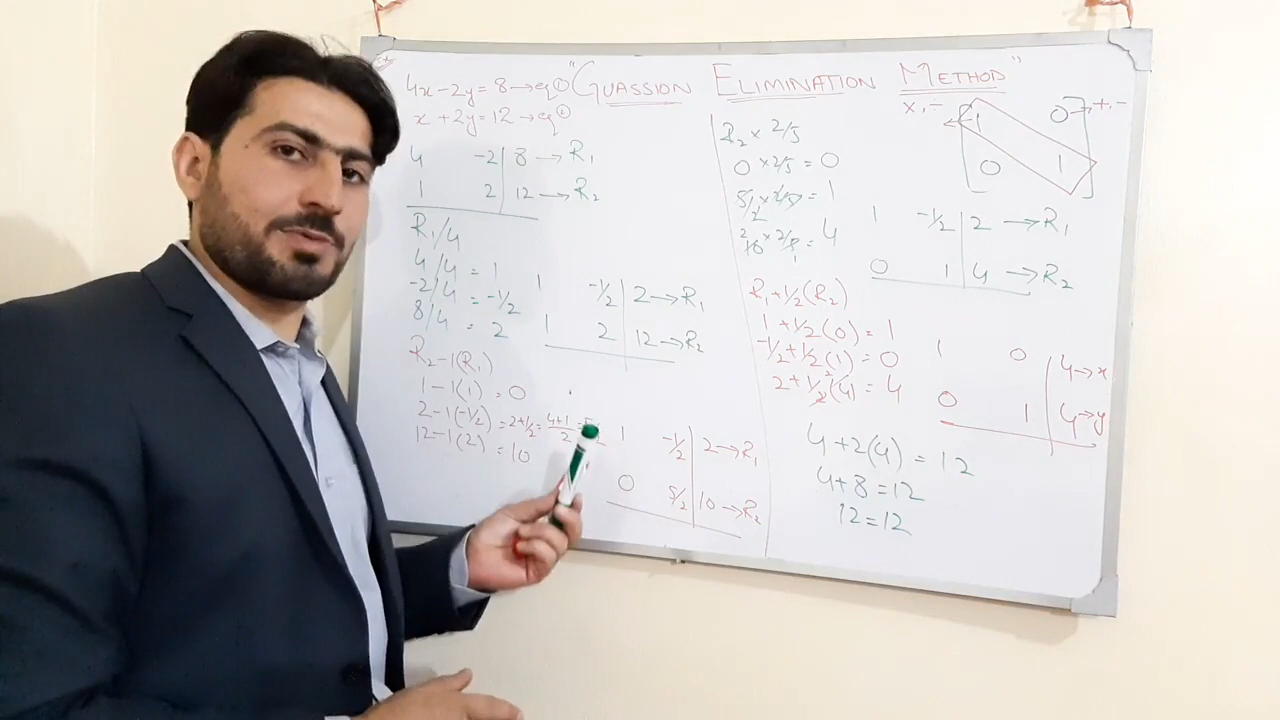 "GUASSION ELIMINATION METHOD"
4x-2y=8→eq①
x+2y=12→eq②
4 -2|8→R₁
1 2|12→R₂
R₁/4
4/4=1
-2/4=-1/2
8/4=2
1 -1/2|2→R₁
1 2|12→R₂
R₂-1(R₁)
1-1(1)=0
2-1(-1/2)=2+1/2=4+1/2=
12-1(2)=10
1 -1/2|2→R₁
0 5/2|10→R₂
R₂×2/5
0×2/5=0
5/2×2/5=1
10×2/5=4
x,-←[1 0]→+,-
[0 1]
1 -1/2|2→R₁
0 1|4→R₂
R₁+1/2(R₂)
1+1/2(0)=1
-1/2+1/2(1)=0
2+1/2(4)=4
1 0|4→x
0 1|4→y
4+2(4)=12
4+8=12
12=12